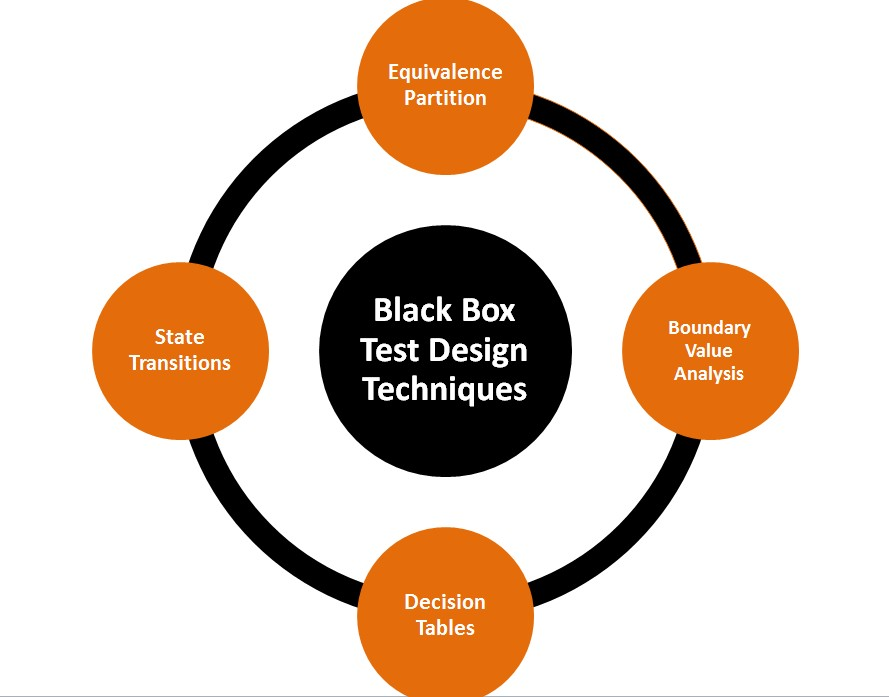 Equivalence
Partition
Black Box
Test Design
Techniques
State
Transitions
Boundary
Value
Analysis
Decision
Tables